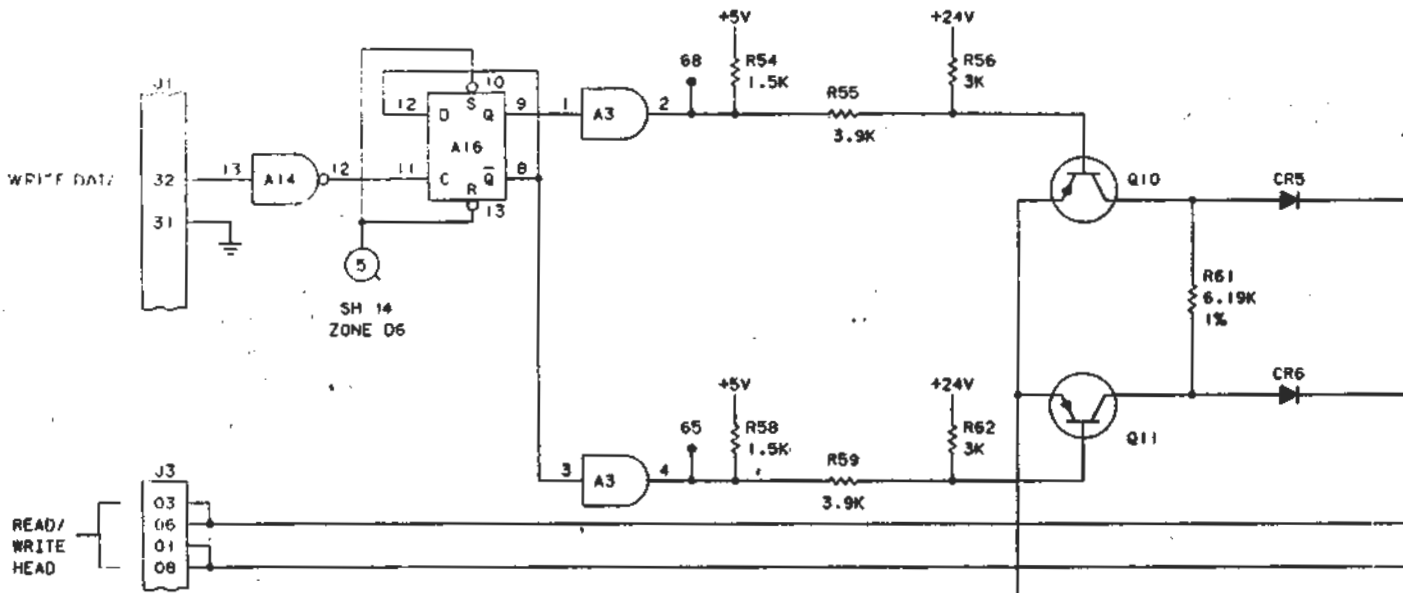 +5V
+24V
J1
10
R54
1.5K
68
R56
3K
12
D
S
Q
9
1
A3
2
R55
3.9K
A16
WRITE DATA
32
13
A14
12
11
C
R
Q̅
8
Q10
CR5
31
13
5
SH 14
ZONE D6
R61
6.19K
1%
+5V
+24V
CR6
65
R58
1.5K
R62
3K
Q11
3
A3
4
R59
3.9K
J3
03
READ/
WRITE
HEAD
06
01
08